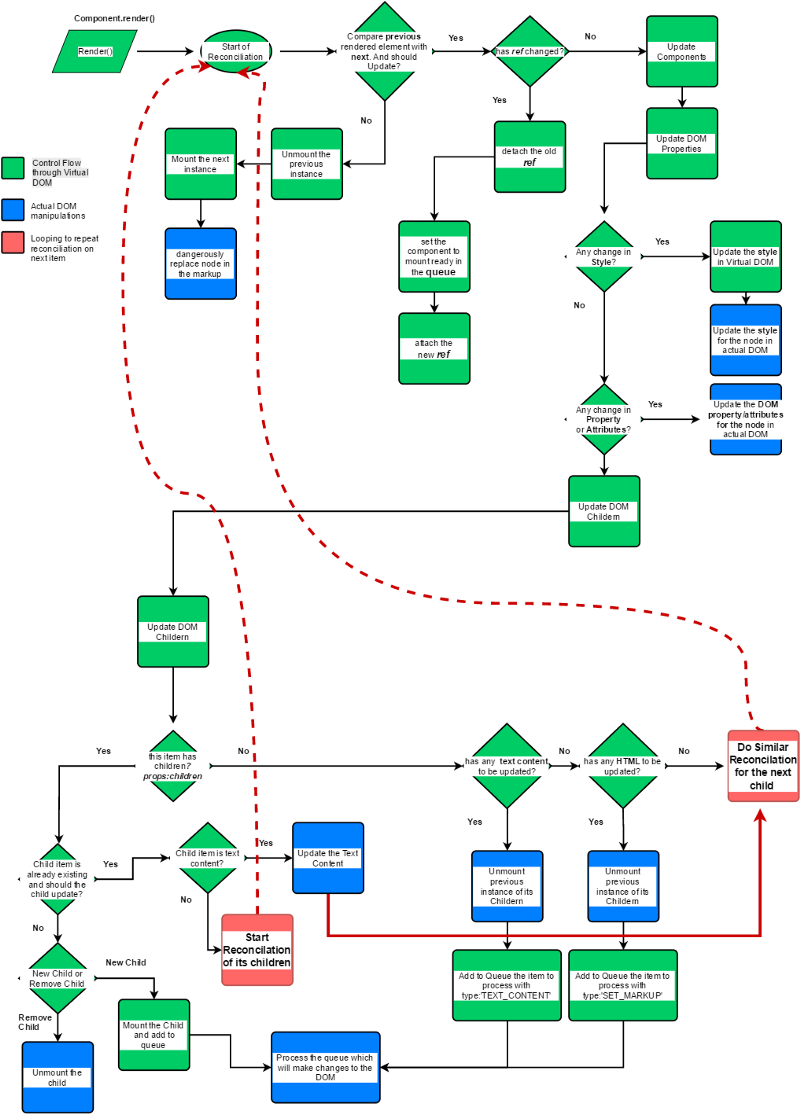 Component.render()
Render()
Start of
Reconciliation
Compare previous
rendered element with
next. And should
Update?
Yes
has ref changed?
No
Update
Components
No
Yes
Update DOM
Properties
Mount the next
instance
Unmount the
previous
instance
detach the old
ref
Control Flow
through Virtual
DOM
Actual DOM
manipulations
Looping to repeat
reconciliation on
next item
dangerously
replace node in
the markup
set the
component to
mount ready in
the queue
Any change in
Style?
Yes
Update the style
in Virtual DOM
No
attach the
new ref
Update the style
for the node in
actual DOM
Any change in
Property
or Attributes?
Yes
Update the DOM
property/attributes
for the node in
actual DOM
Update DOM
Childern
Update DOM
Childern
Yes
this item has
children?
props:children
No
has any text content
to be updated?
No
has any HTML to be
updated?
No
Do Similar
Reconcilation
for the next
child
Yes
Yes
Child item is
already existing
and should the
child update?
Yes
Child item is text
content?
Yes
Update the Text
Content
Unmount
previous
instance of its
Childern
Unmount
previous
instance of its
Childern
No
No
Start
Reconcilation
of its children
New Child or
Remove Child
New Child
Add to Queue the item to
process with
type:'TEXT_CONTENT'
Add to Queue the item to
process with
type:'SET_MARKUP'
Remove
Child
Mount the Child
and add to
queue
Unmount the
child
Process the queue which
will make changes to the
DOM